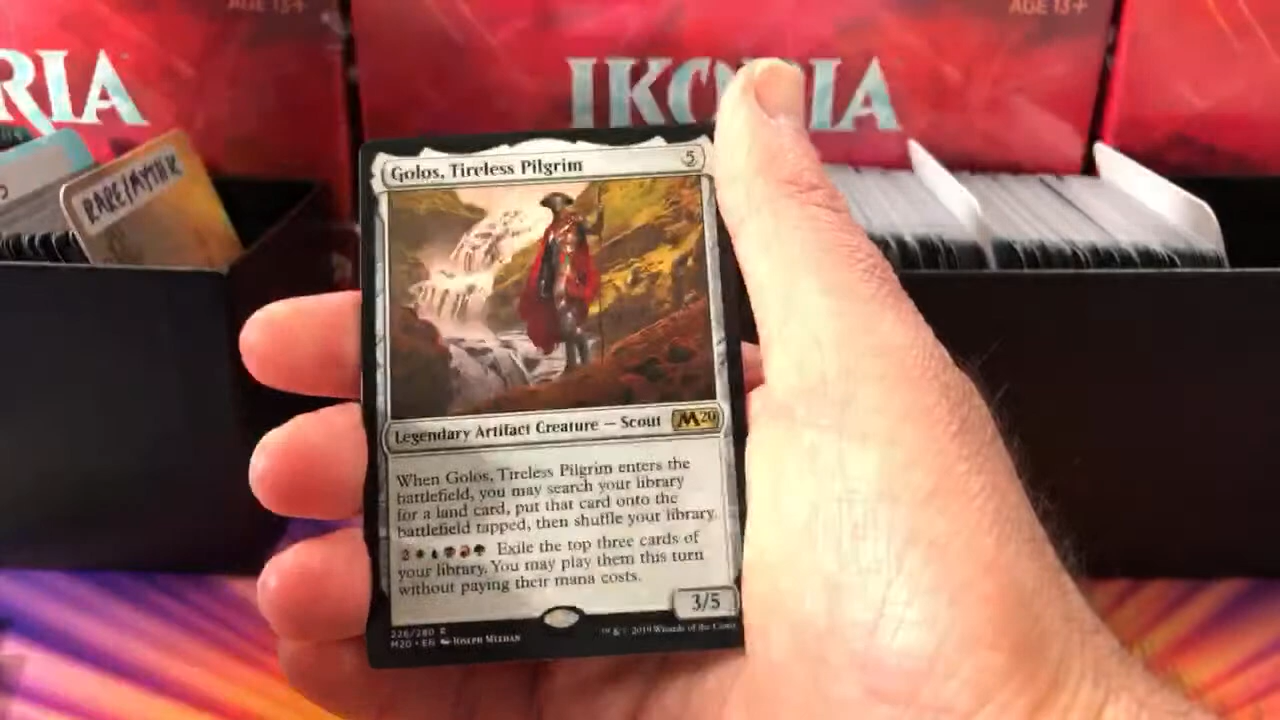 AGE 13+
AGE 13+
RIA
IKORIA
RARE/MYTHIC
Golos, Tireless Pilgrim 5
Legendary Artifact Creature — Scout M20
When Golos, Tireless Pilgrim enters the
battlefield, you may search your library
for a land card, put that card onto the
battlefield tapped, then shuffle your library.
2 Exile the top three cards of
your library. You may play them this turn
without paying their mana costs.
3/5
226/280 R
M20 • EN Joseph Meehan
™ & © 2019 Wizards of the Coast